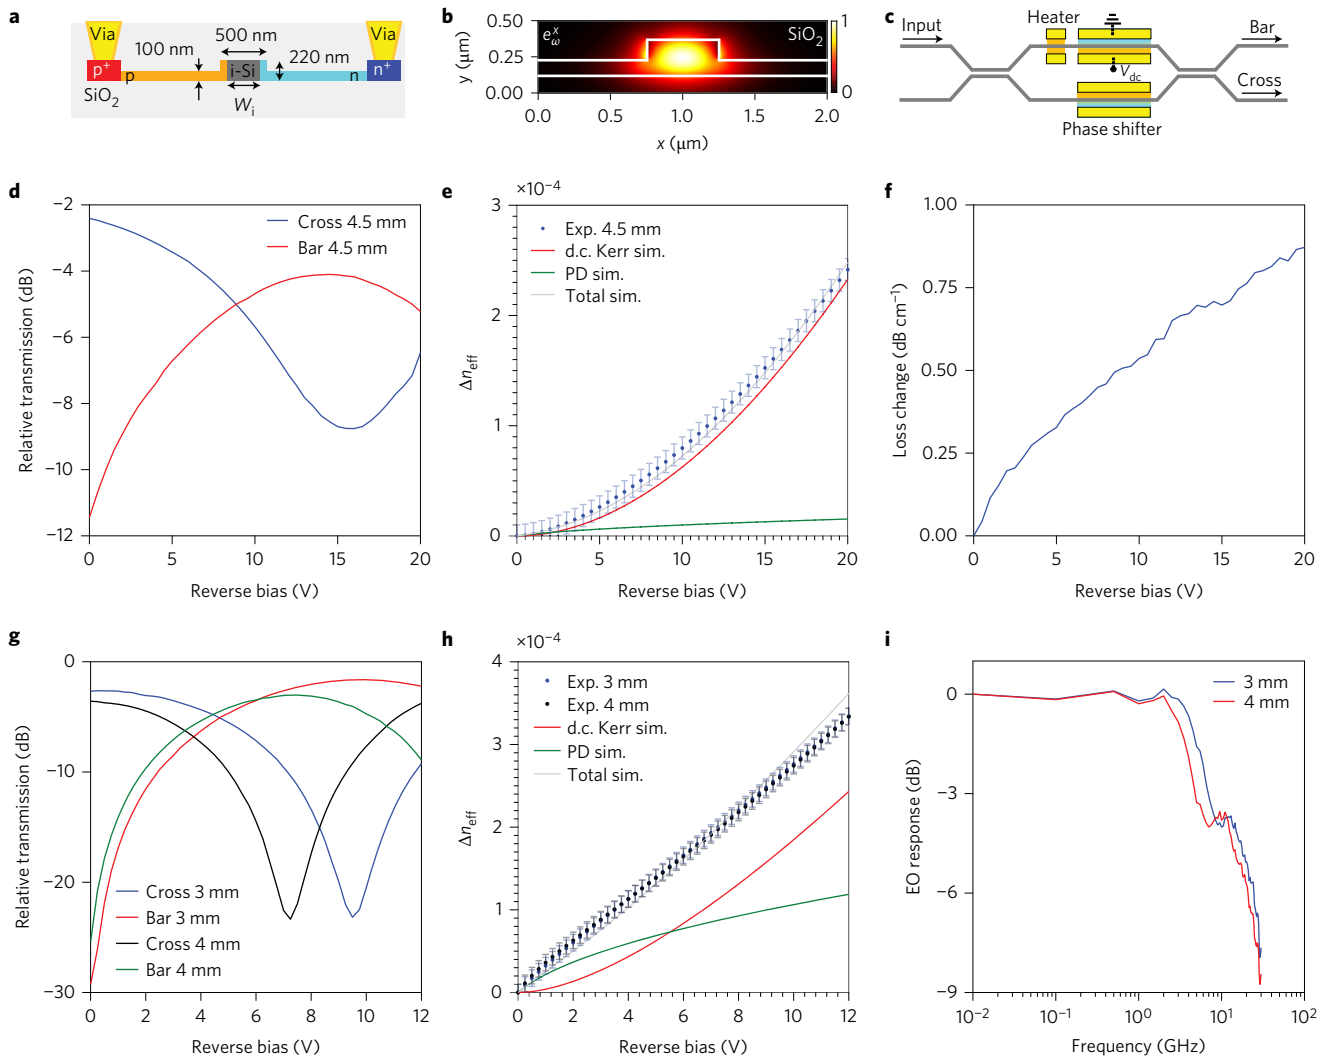 a
Via
Via
500 nm
100 nm
220 nm
p+
p
i-Si
n
n+
SiO2
Wi
b
y (μm)
0.50
0.25
0.00
eωx
SiO2
1
0
0.0
0.5
1.0
1.5
2.0
x (μm)
c
Input
Heater
Bar
Vdc
Cross
Phase shifter
d
Relative transmission (dB)
−2
−4
−6
−8
−10
−12
Cross 4.5 mm
Bar 4.5 mm
0
5
10
15
20
Reverse bias (V)
e
×10−4
Δneff
3
2
1
0
Exp. 4.5 mm
d.c. Kerr sim.
PD sim.
Total sim.
0
5
10
15
20
Reverse bias (V)
f
Loss change (dB cm−1)
1.00
0.75
0.50
0.25
0.00
0
5
10
15
20
Reverse bias (V)
g
Relative transmission (dB)
0
−10
−20
−30
Cross 3 mm
Bar 3 mm
Cross 4 mm
Bar 4 mm
0
2
4
6
8
10
12
Reverse bias (V)
h
×10−4
Δneff
4
3
2
1
0
Exp. 3 mm
Exp. 4 mm
d.c. Kerr sim.
PD sim.
Total sim.
0
2
4
6
8
10
12
Reverse bias (V)
i
EO response (dB)
0
−3
−6
−9
3 mm
4 mm
10−2
10−1
100
101
102
Frequency (GHz)